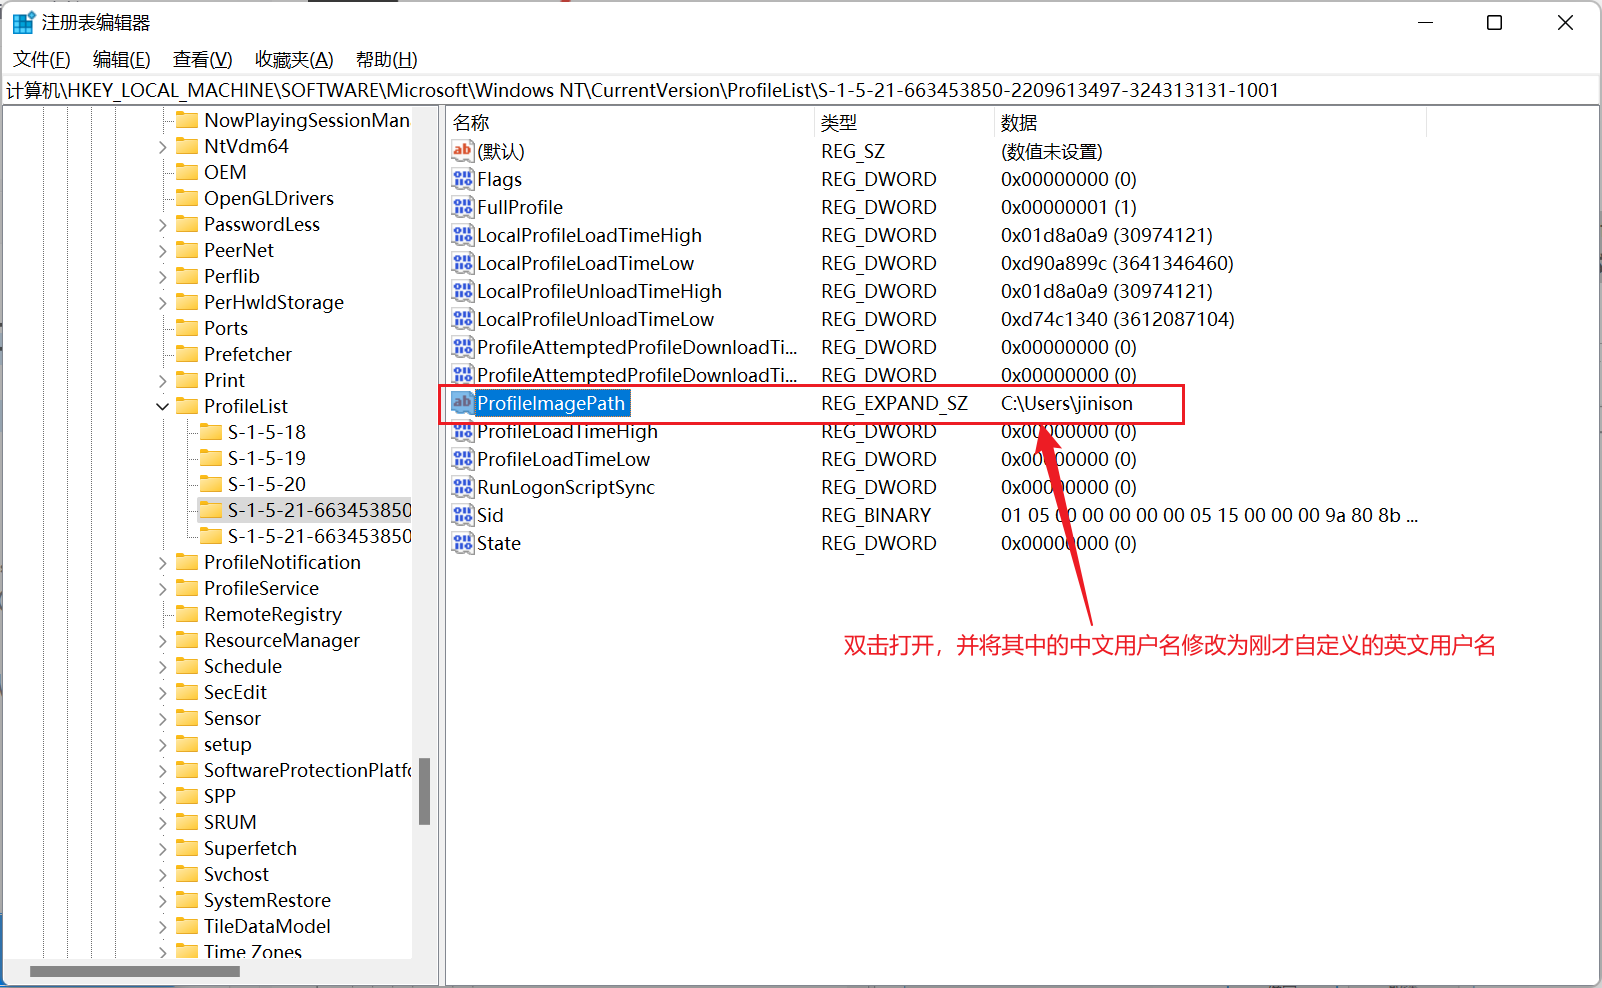 注册表编辑器
文件(F) 编辑(E) 查看(V) 收藏夹(A) 帮助(H)
计算机\HKEY_LOCAL_MACHINE\SOFTWARE\Microsoft\Windows NT\CurrentVersion\ProfileList\S-1-5-21-663453850-2209613497-324313131-1001
NowPlayingSessionMan
NtVdm64
OEM
OpenGLDrivers
PasswordLess
PeerNet
Perflib
PerHwIdStorage
Ports
Prefetcher
Print
ProfileList
S-1-5-18
S-1-5-19
S-1-5-20
S-1-5-21-663453850
S-1-5-21-663453850
ProfileNotification
ProfileService
RemoteRegistry
ResourceManager
Schedule
SecEdit
Sensor
setup
SoftwareProtectionPlatfo
SPP
SRUM
Superfetch
Svchost
SystemRestore
TileDataModel
Time Zones
名称 类型 数据
(默认) REG_SZ (数值未设置)
Flags REG_DWORD 0x00000000 (0)
FullProfile REG_DWORD 0x00000001 (1)
LocalProfileLoadTimeHigh REG_DWORD 0x01d8a0a9 (30974121)
LocalProfileLoadTimeLow REG_DWORD 0xd90a899c (3641346460)
LocalProfileUnloadTimeHigh REG_DWORD 0x01d8a0a9 (30974121)
LocalProfileUnloadTimeLow REG_DWORD 0xd74c1340 (3612087104)
ProfileAttemptedProfileDownloadTi... REG_DWORD 0x00000000 (0)
ProfileAttemptedProfileDownloadTi... REG_DWORD 0x00000000 (0)
ProfileImagePath REG_EXPAND_SZ C:\Users\jinison
ProfileLoadTimeHigh REG_DWORD 0x00000000 (0)
ProfileLoadTimeLow REG_DWORD 0x00000000 (0)
RunLogonScriptSync REG_DWORD 0x00000000 (0)
Sid REG_BINARY 01 05 00 00 00 00 00 05 15 00 00 00 9a 80 8b ...
State REG_DWORD 0x00000000 (0)
双击打开，并将其中的中文用户名修改为刚才自定义的英文用户名